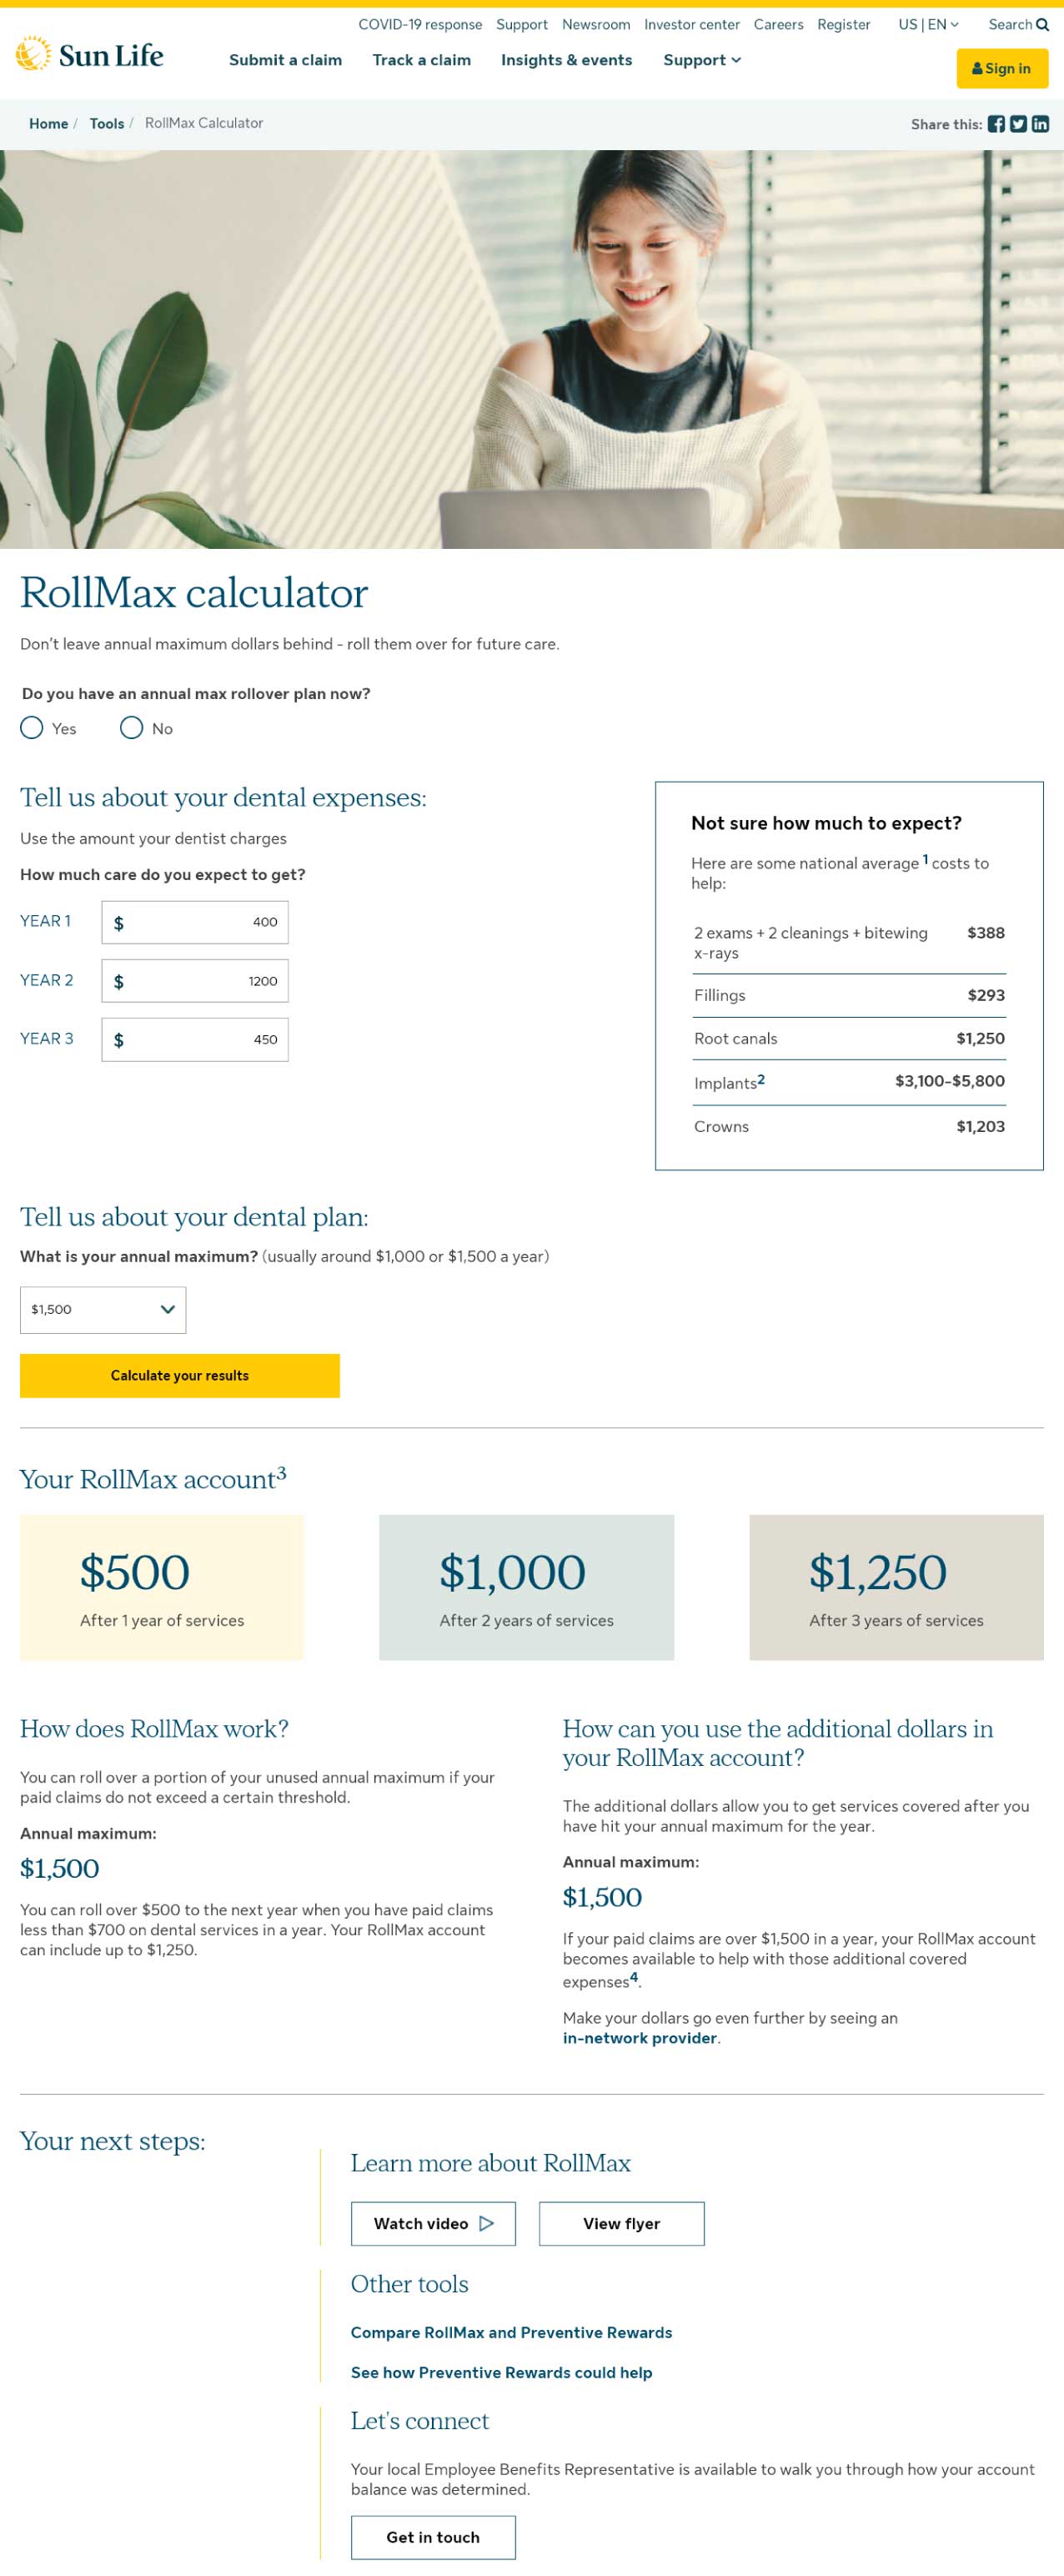 COVID-19 response Support Newsroom Investor center Careers Register US | EN Search
Sun Life
Submit a claim Track a claim Insights & events Support
Sign in
Home / Tools / RollMax Calculator
Share this:
RollMax calculator
Don't leave annual maximum dollars behind - roll them over for future care.
Do you have an annual max rollover plan now?
Yes No
Tell us about your dental expenses:
Use the amount your dentist charges
How much care do you expect to get?
YEAR 1 $ 400
YEAR 2 $ 1200
YEAR 3 $ 450
Not sure how much to expect?
Here are some national average 1 costs to
help:
2 exams + 2 cleanings + bitewing $388
x-rays
Fillings $293
Root canals $1,250
Implants2 $3,100-$5,800
Crowns $1,203
Tell us about your dental plan:
What is your annual maximum? (usually around $1,000 or $1,500 a year)
$1,500
Calculate your results
Your RollMax account3
$500
After 1 year of services
$1,000
After 2 years of services
$1,250
After 3 years of services
How does RollMax work?
You can roll over a portion of your unused annual maximum if your
paid claims do not exceed a certain threshold.
Annual maximum:
$1,500
You can roll over $500 to the next year when you have paid claims
less than $700 on dental services in a year. Your RollMax account
can include up to $1,250.
How can you use the additional dollars in
your RollMax account?
The additional dollars allow you to get services covered after you
have hit your annual maximum for the year.
Annual maximum:
$1,500
If your paid claims are over $1,500 in a year, your RollMax account
becomes available to help with those additional covered
expenses4.
Make your dollars go even further by seeing an
in-network provider.
Your next steps:
Learn more about RollMax
Watch video View flyer
Other tools
Compare RollMax and Preventive Rewards
See how Preventive Rewards could help
Let's connect
Your local Employee Benefits Representative is available to walk you through how your account
balance was determined.
Get in touch